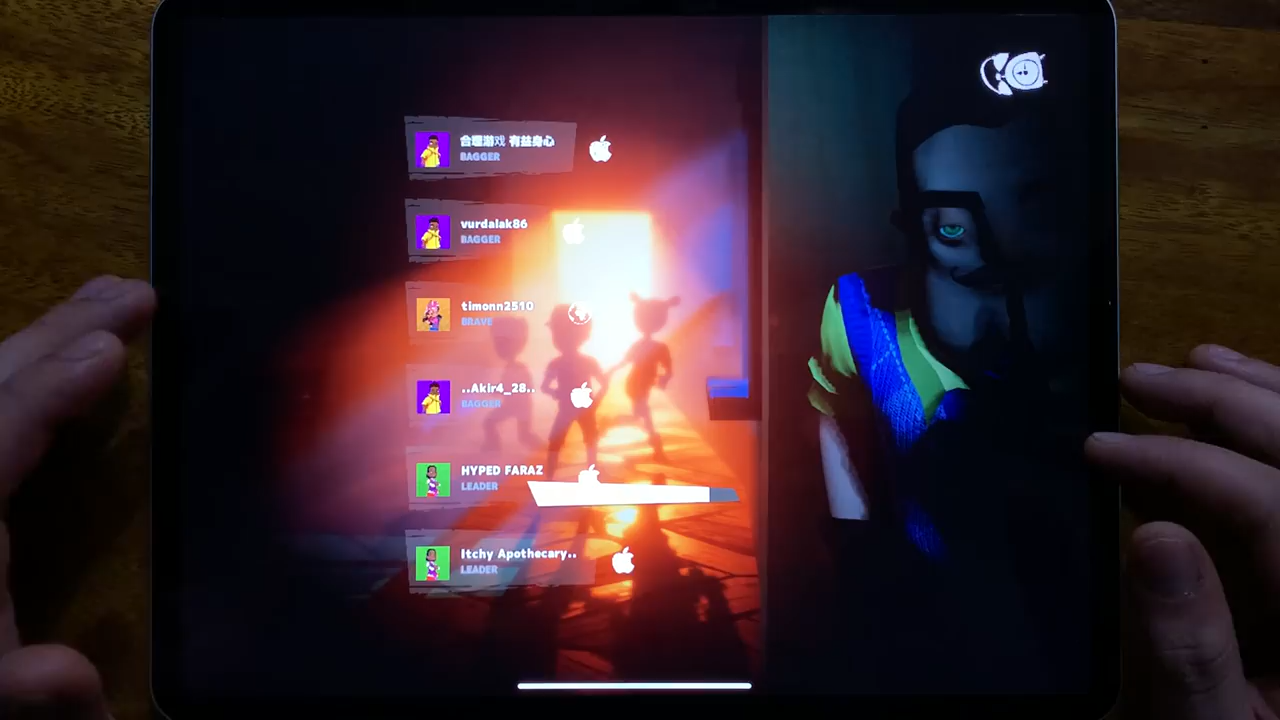 合理游戏 有益身心
BAGGER
vurdalak86
BAGGER
timonn2510
BRAVE
..Akir4_28..
BAGGER
HYPED FARAZ
LEADER
Itchy Apothecary..
LEADER